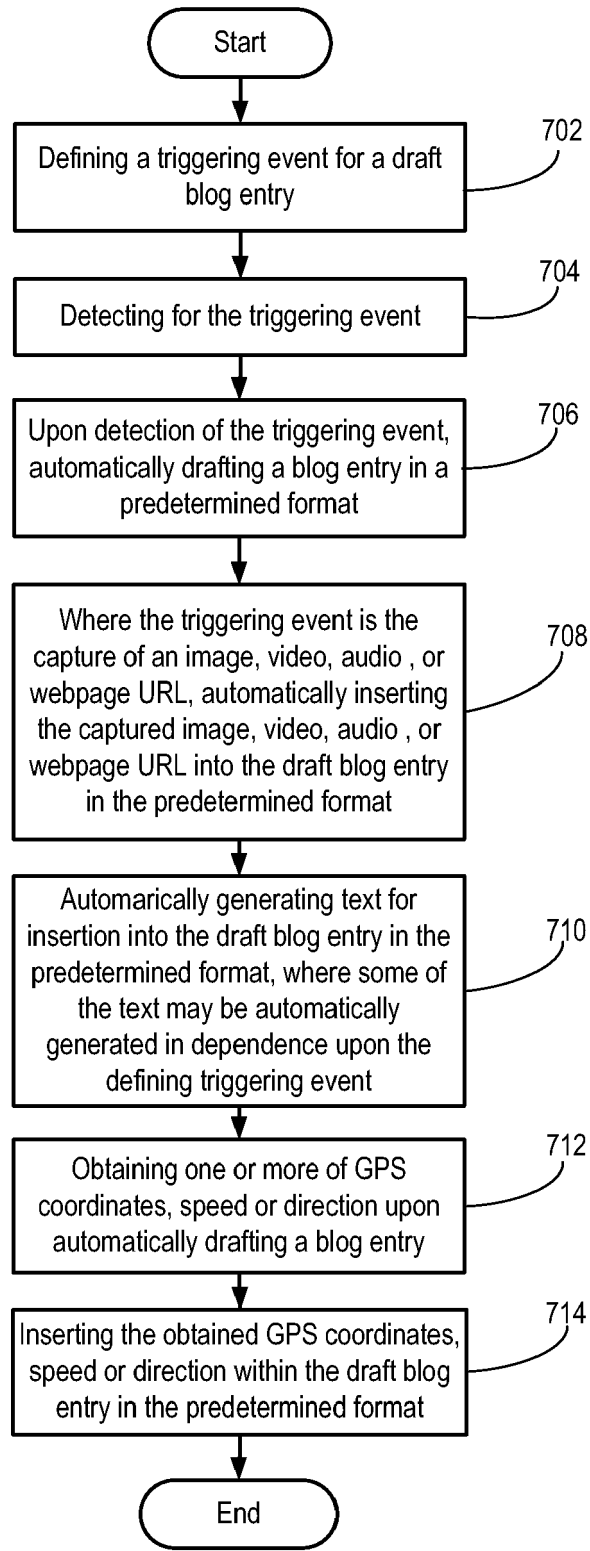 Start
702
Defining a triggering event for a draft
blog entry
704
Detecting for the triggering event
706
Upon detection of the triggering event,
automatically drafting a blog entry in a
predetermined format
708
Where the triggering event is the
capture of an image, video, audio , or
webpage URL, automatically inserting
the captured image, video, audio , or
webpage URL into the draft blog entry
in the predetermined format
710
Automarically generating text for
insertion into the draft blog entry in the
predetermined format, where some of
the text may be automatically
generated in dependence upon the
defining triggering event
712
Obtaining one or more of GPS
coordinates, speed or direction upon
automatically drafting a blog entry
714
Inserting the obtained GPS coordinates,
speed or direction within the draft blog
entry in the predetermined format
End